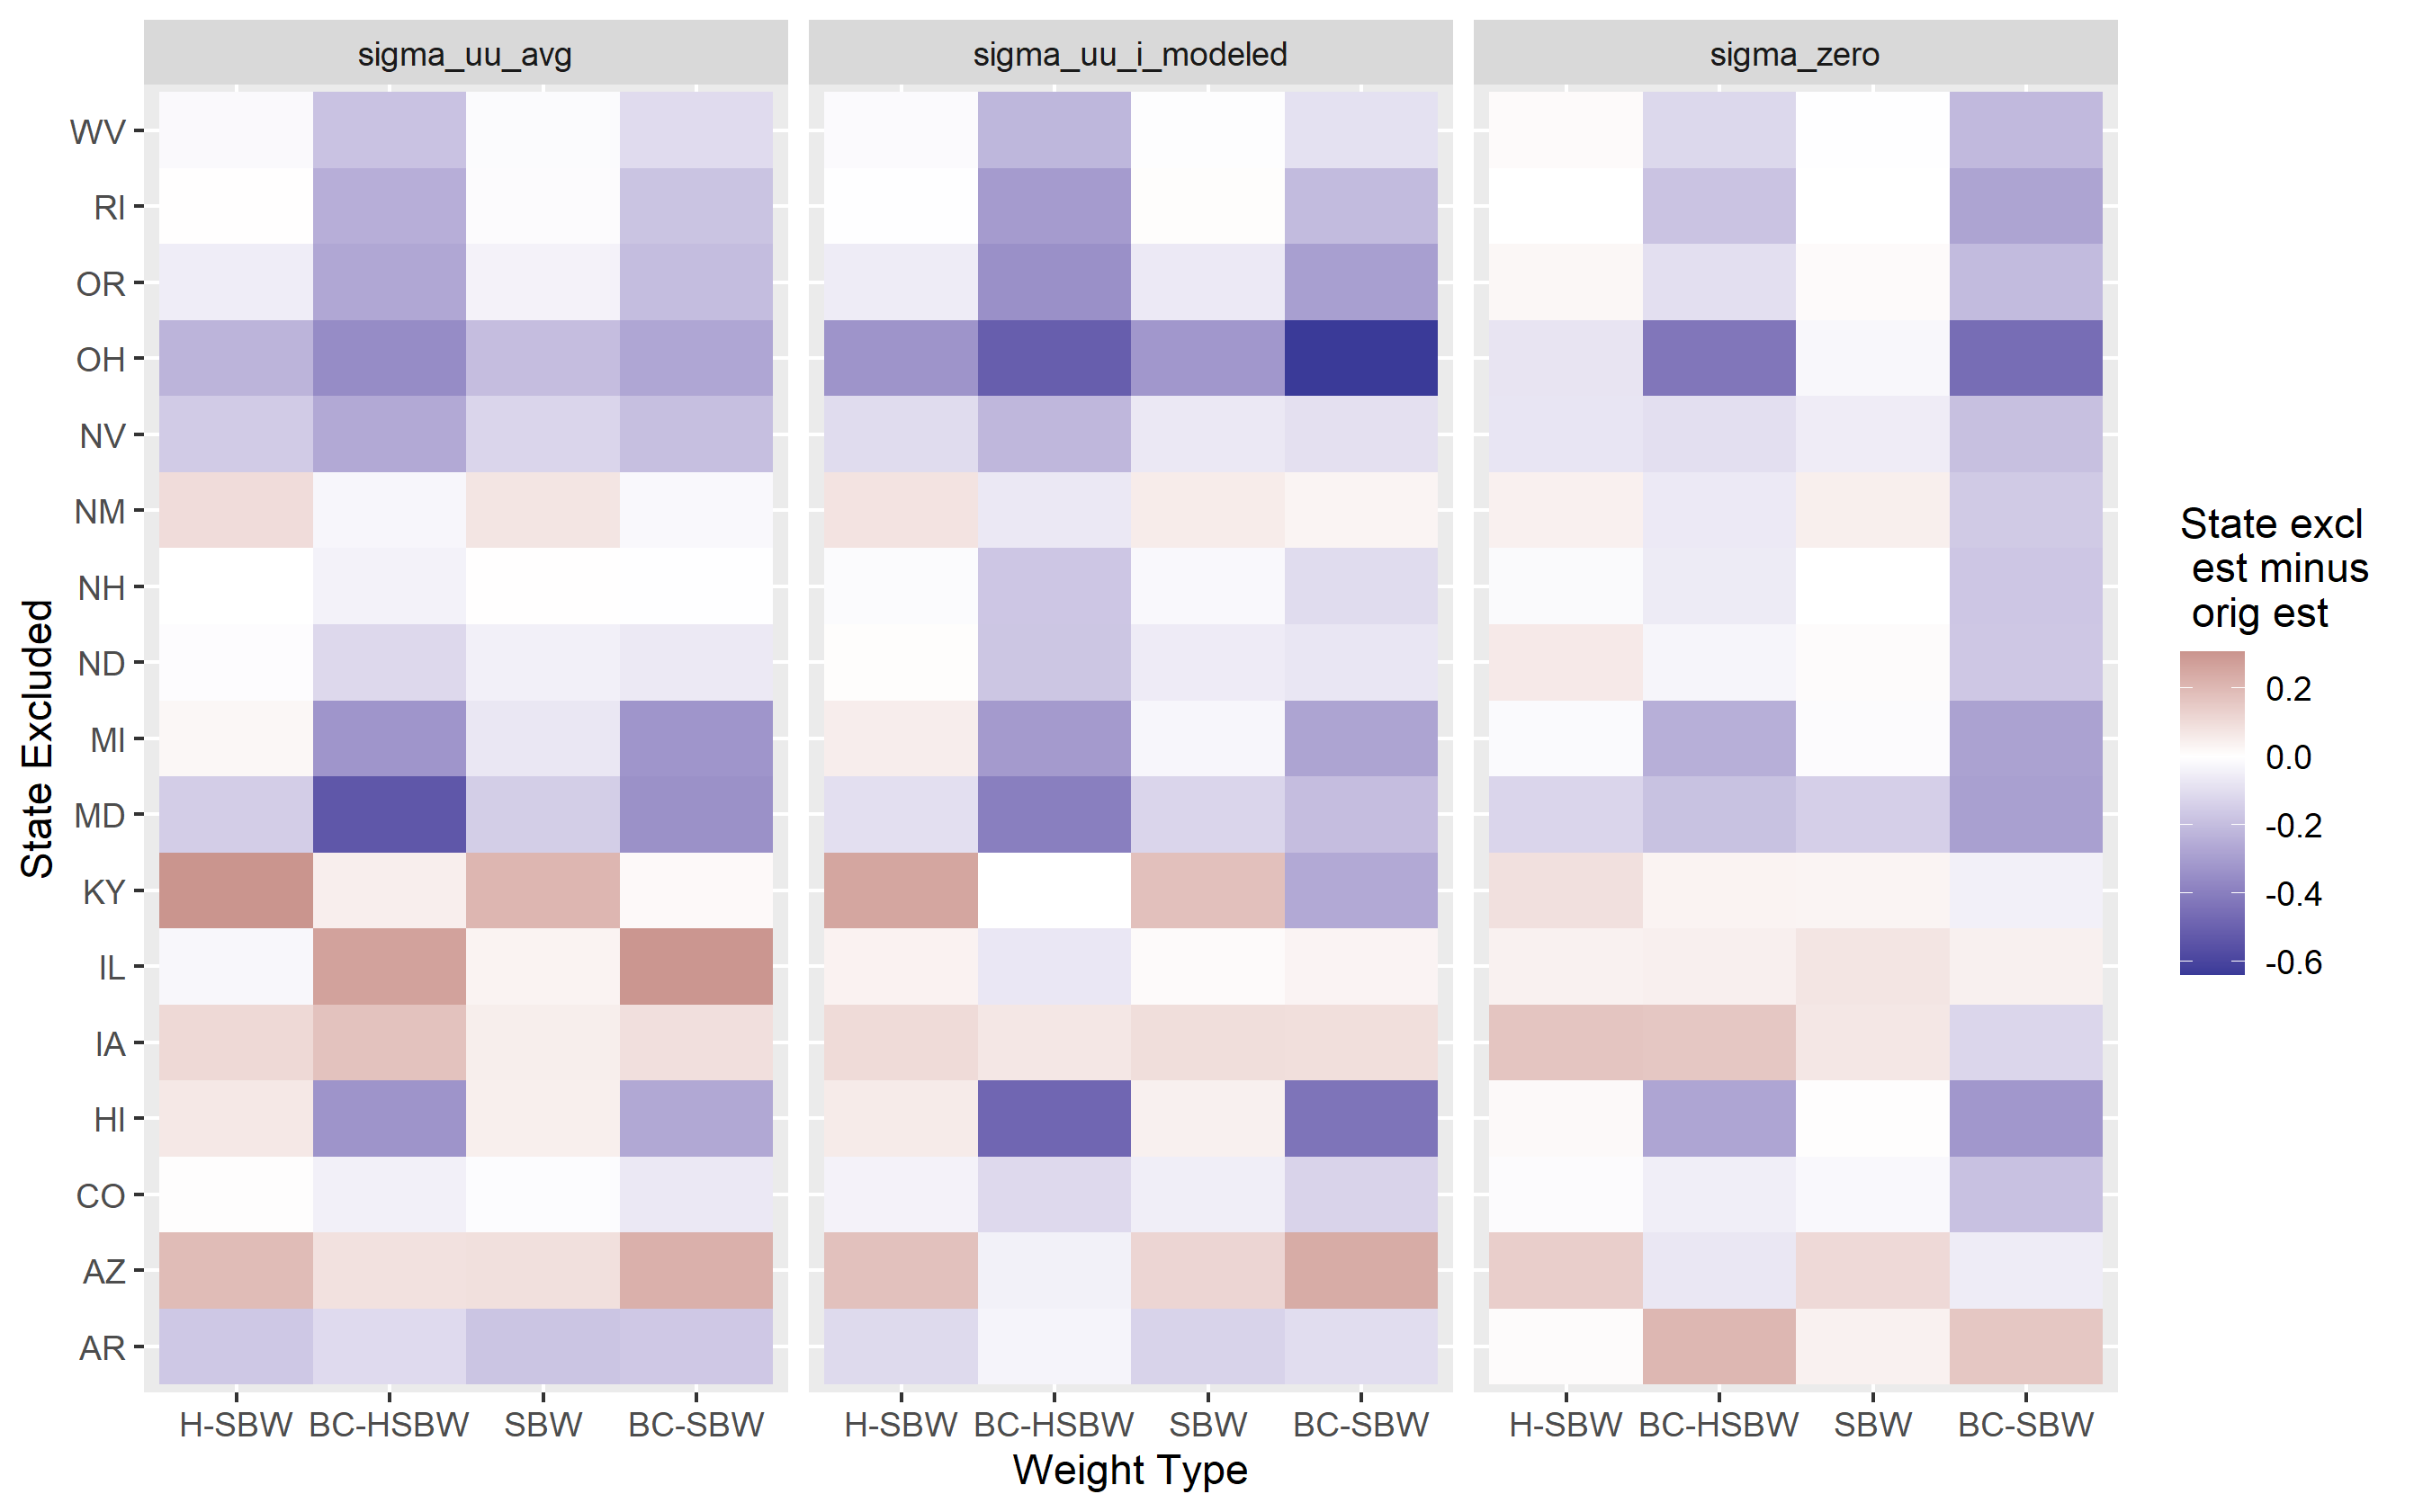 sigma_uu_avg
sigma_uu_i_modeled
sigma_zero
State Excluded
WV
RI
OR
OH
NV
NM
NH
ND
MI
MD
KY
IL
IA
HI
CO
AZ
AR
H-SBW BC-HSBW SBW BC-SBW
H-SBW BC-HSBW SBW BC-SBW
H-SBW BC-HSBW SBW BC-SBW
Weight Type
State excl
est minus
orig est
0.2
0.0
-0.2
-0.4
-0.6